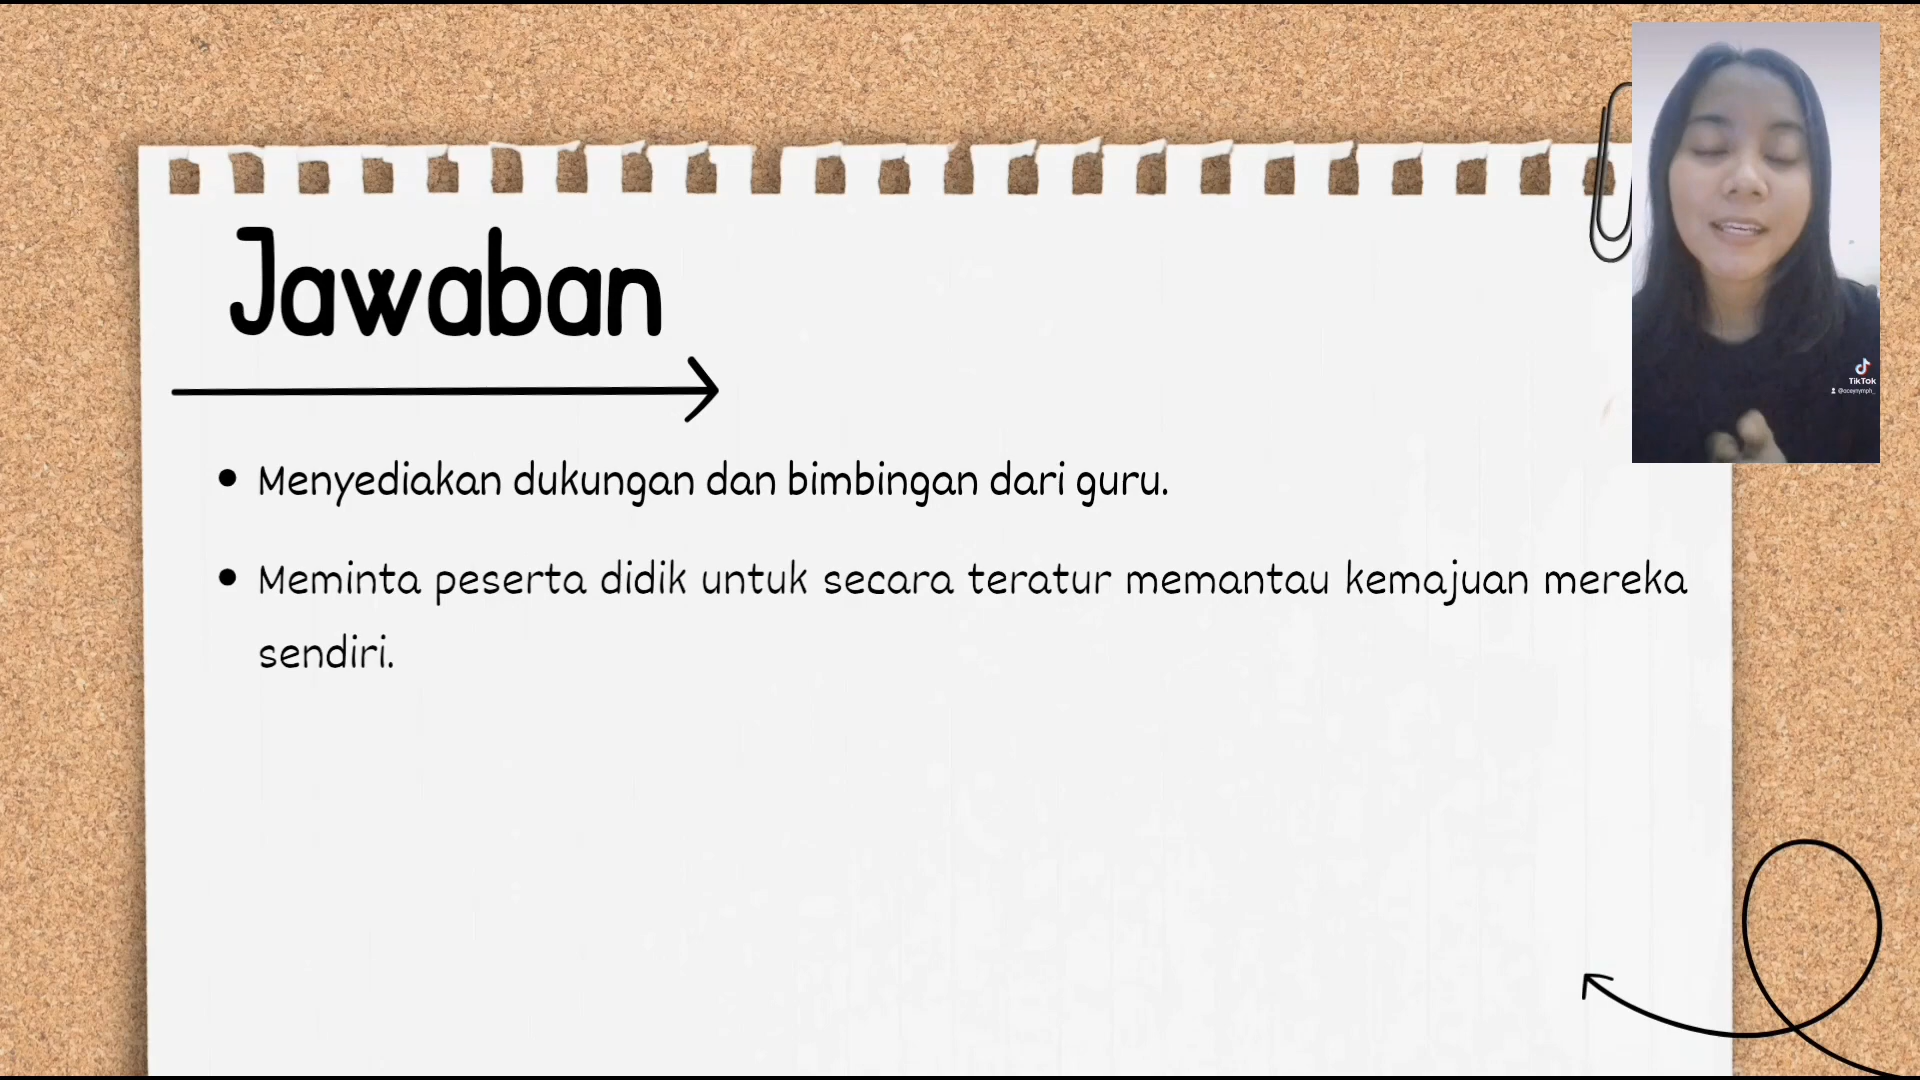 Jawaban
Menyediakan dukungan dan bimbingan dari guru.
Meminta peserta didik untuk secara teratur memantau kemajuan mereka
sendiri.
TikTok